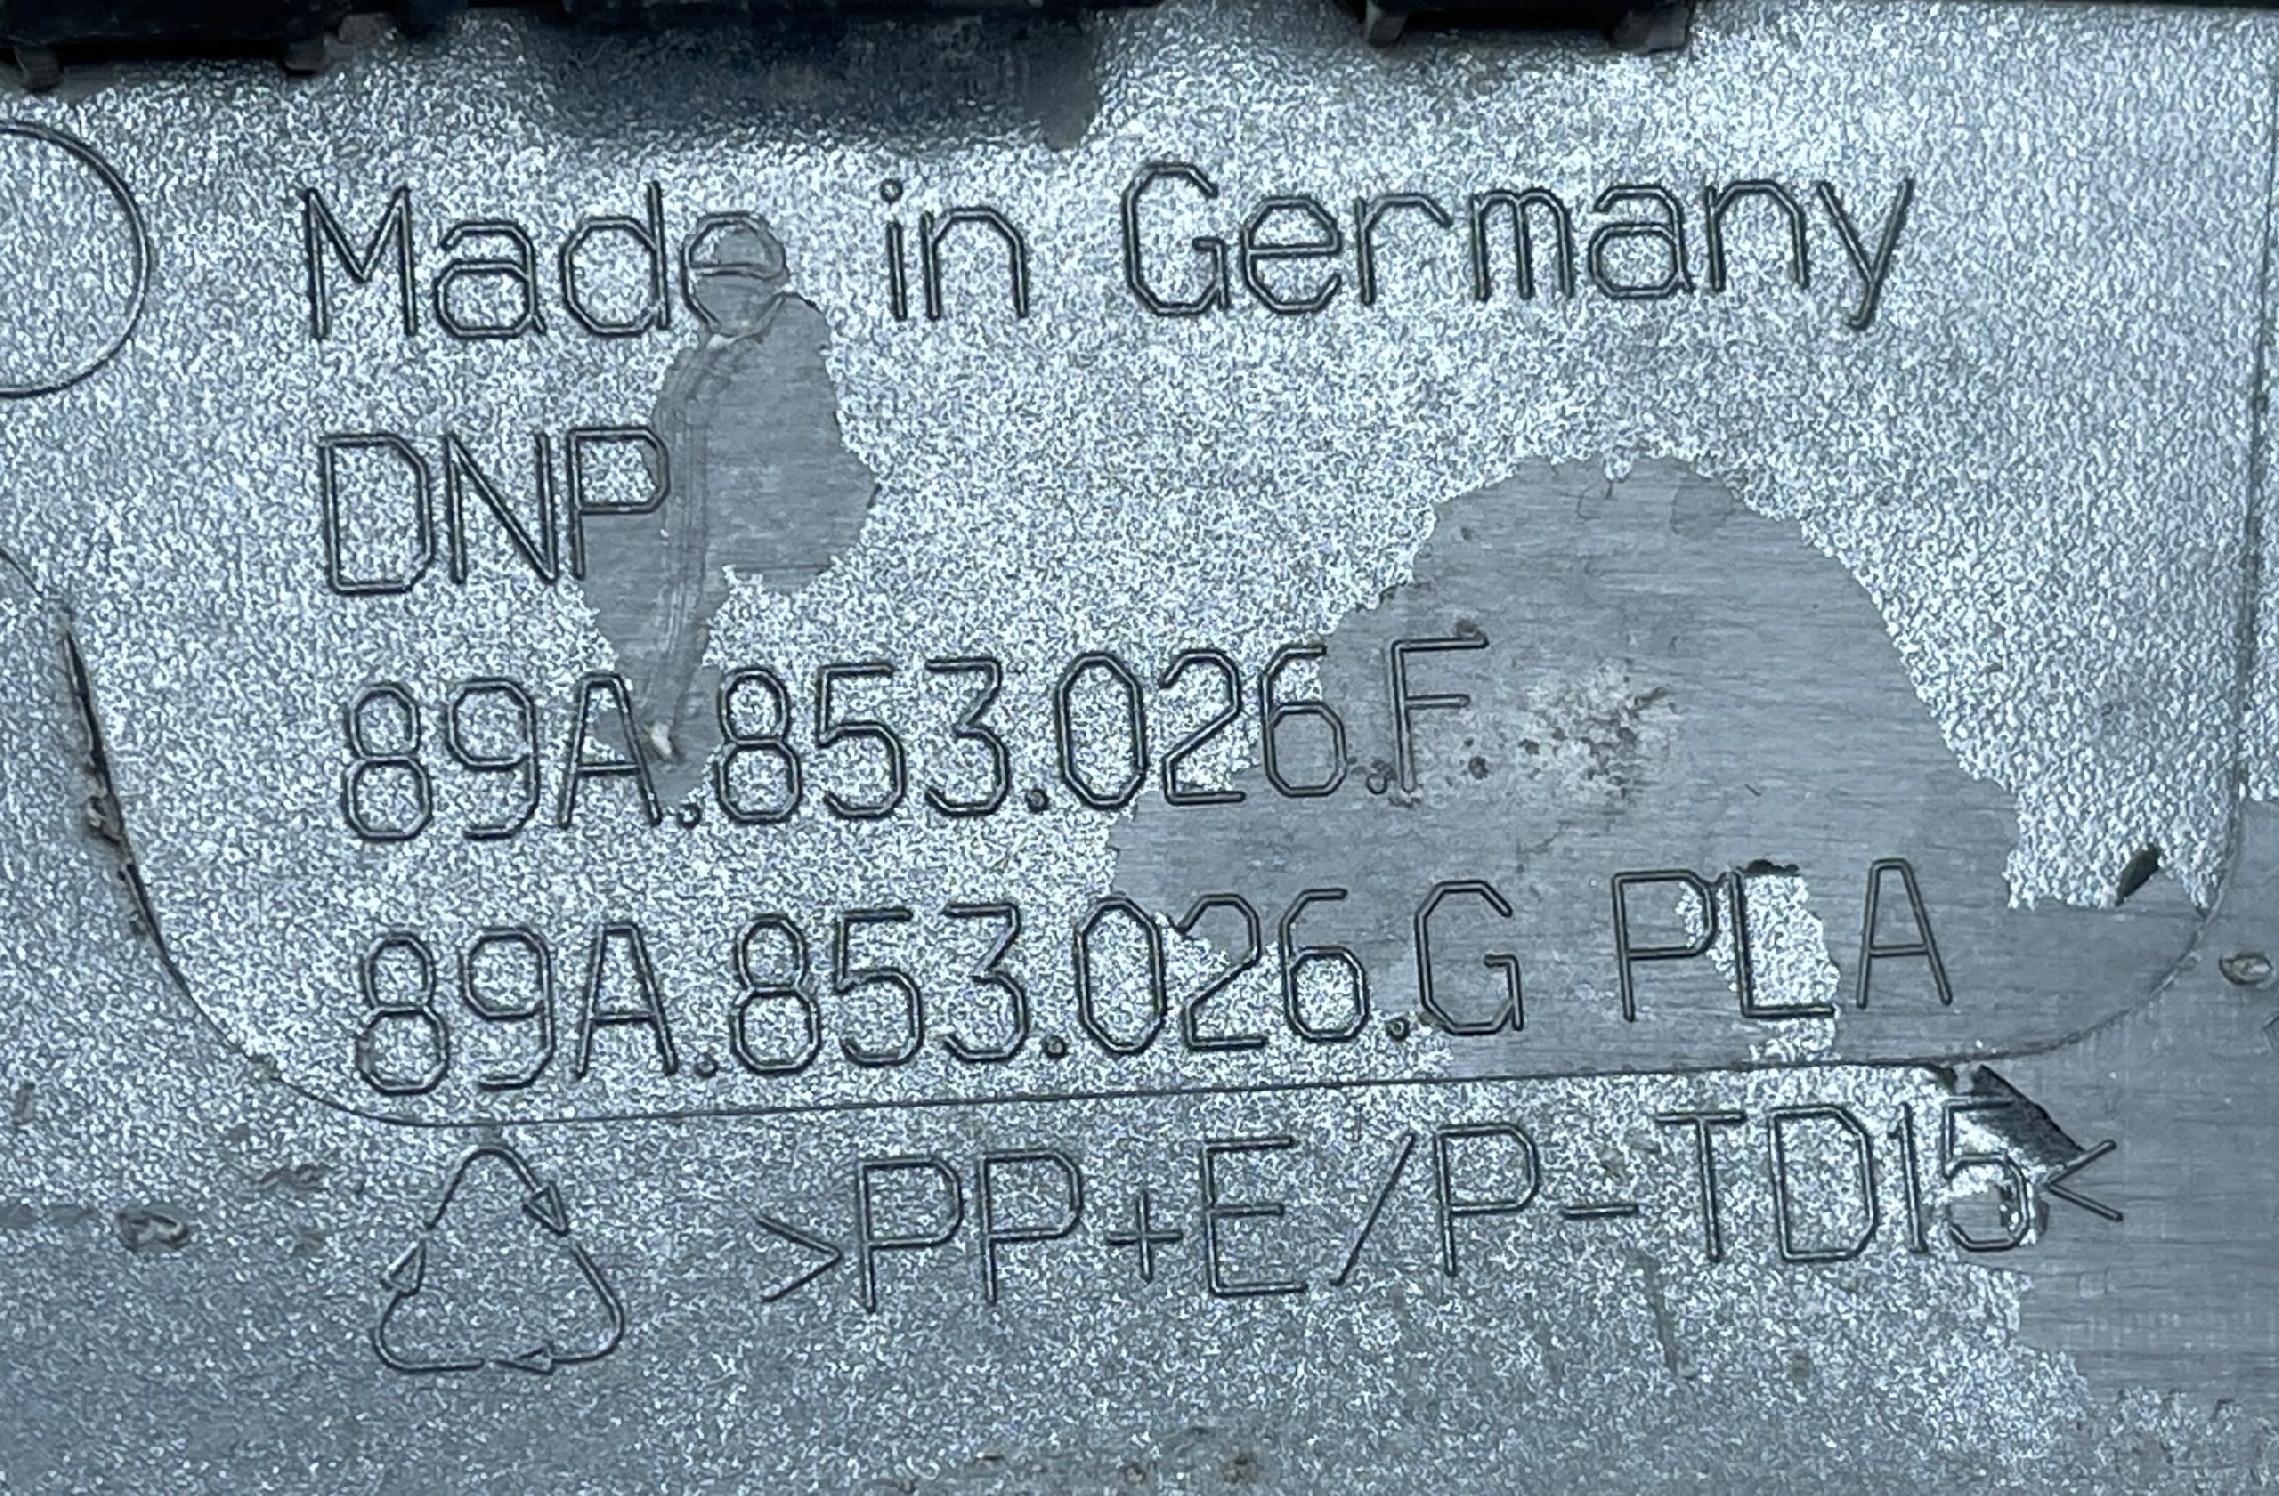 Made in Germany
DNP
89A.853.026.F
89A.853.026.G PLA
>PP+E/P-TD15<